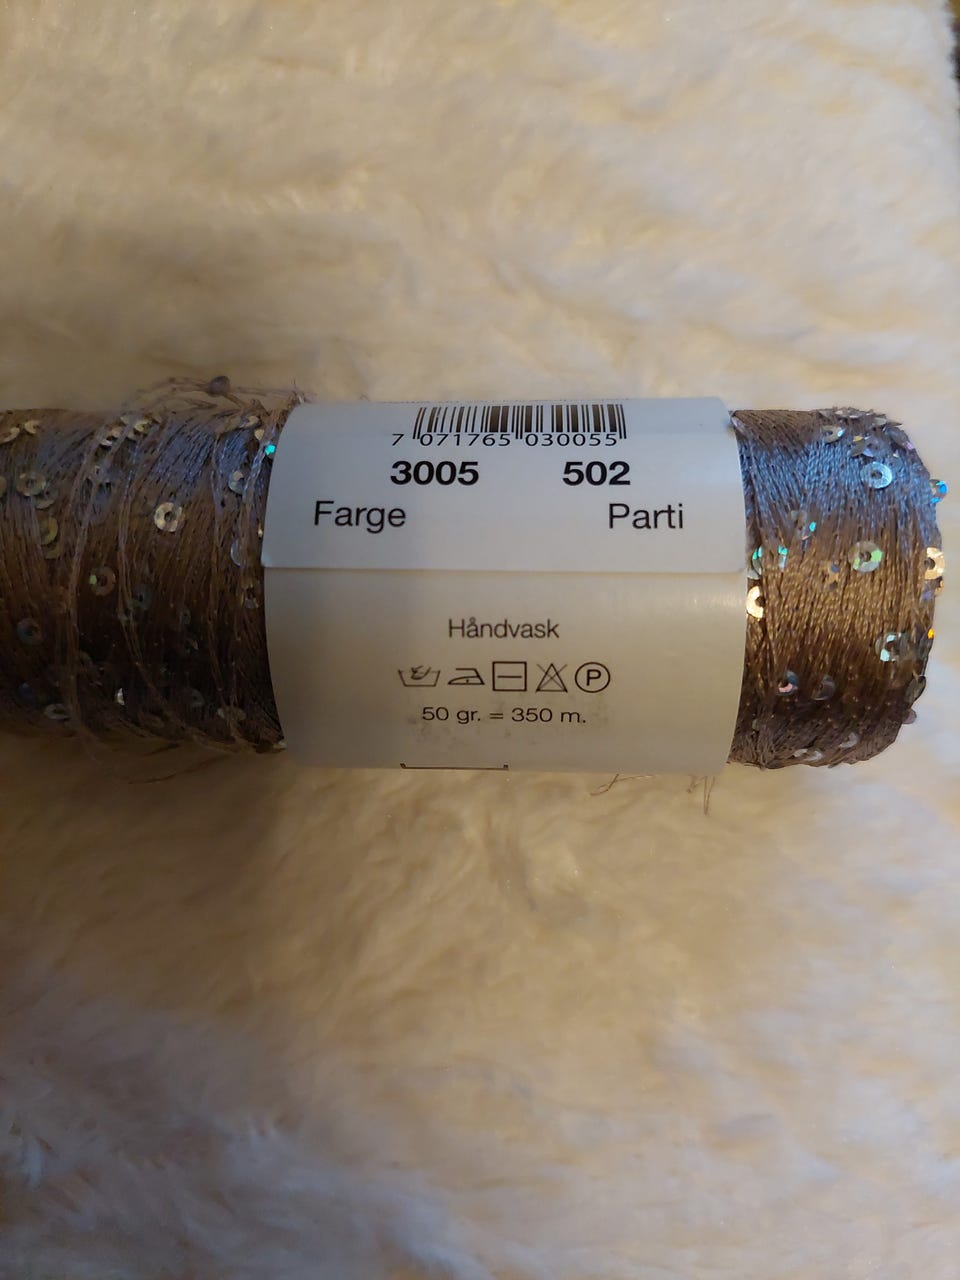 7 071765 030055
3005 502
Farge Parti
Håndvask
P
50 gr. = 350 m.